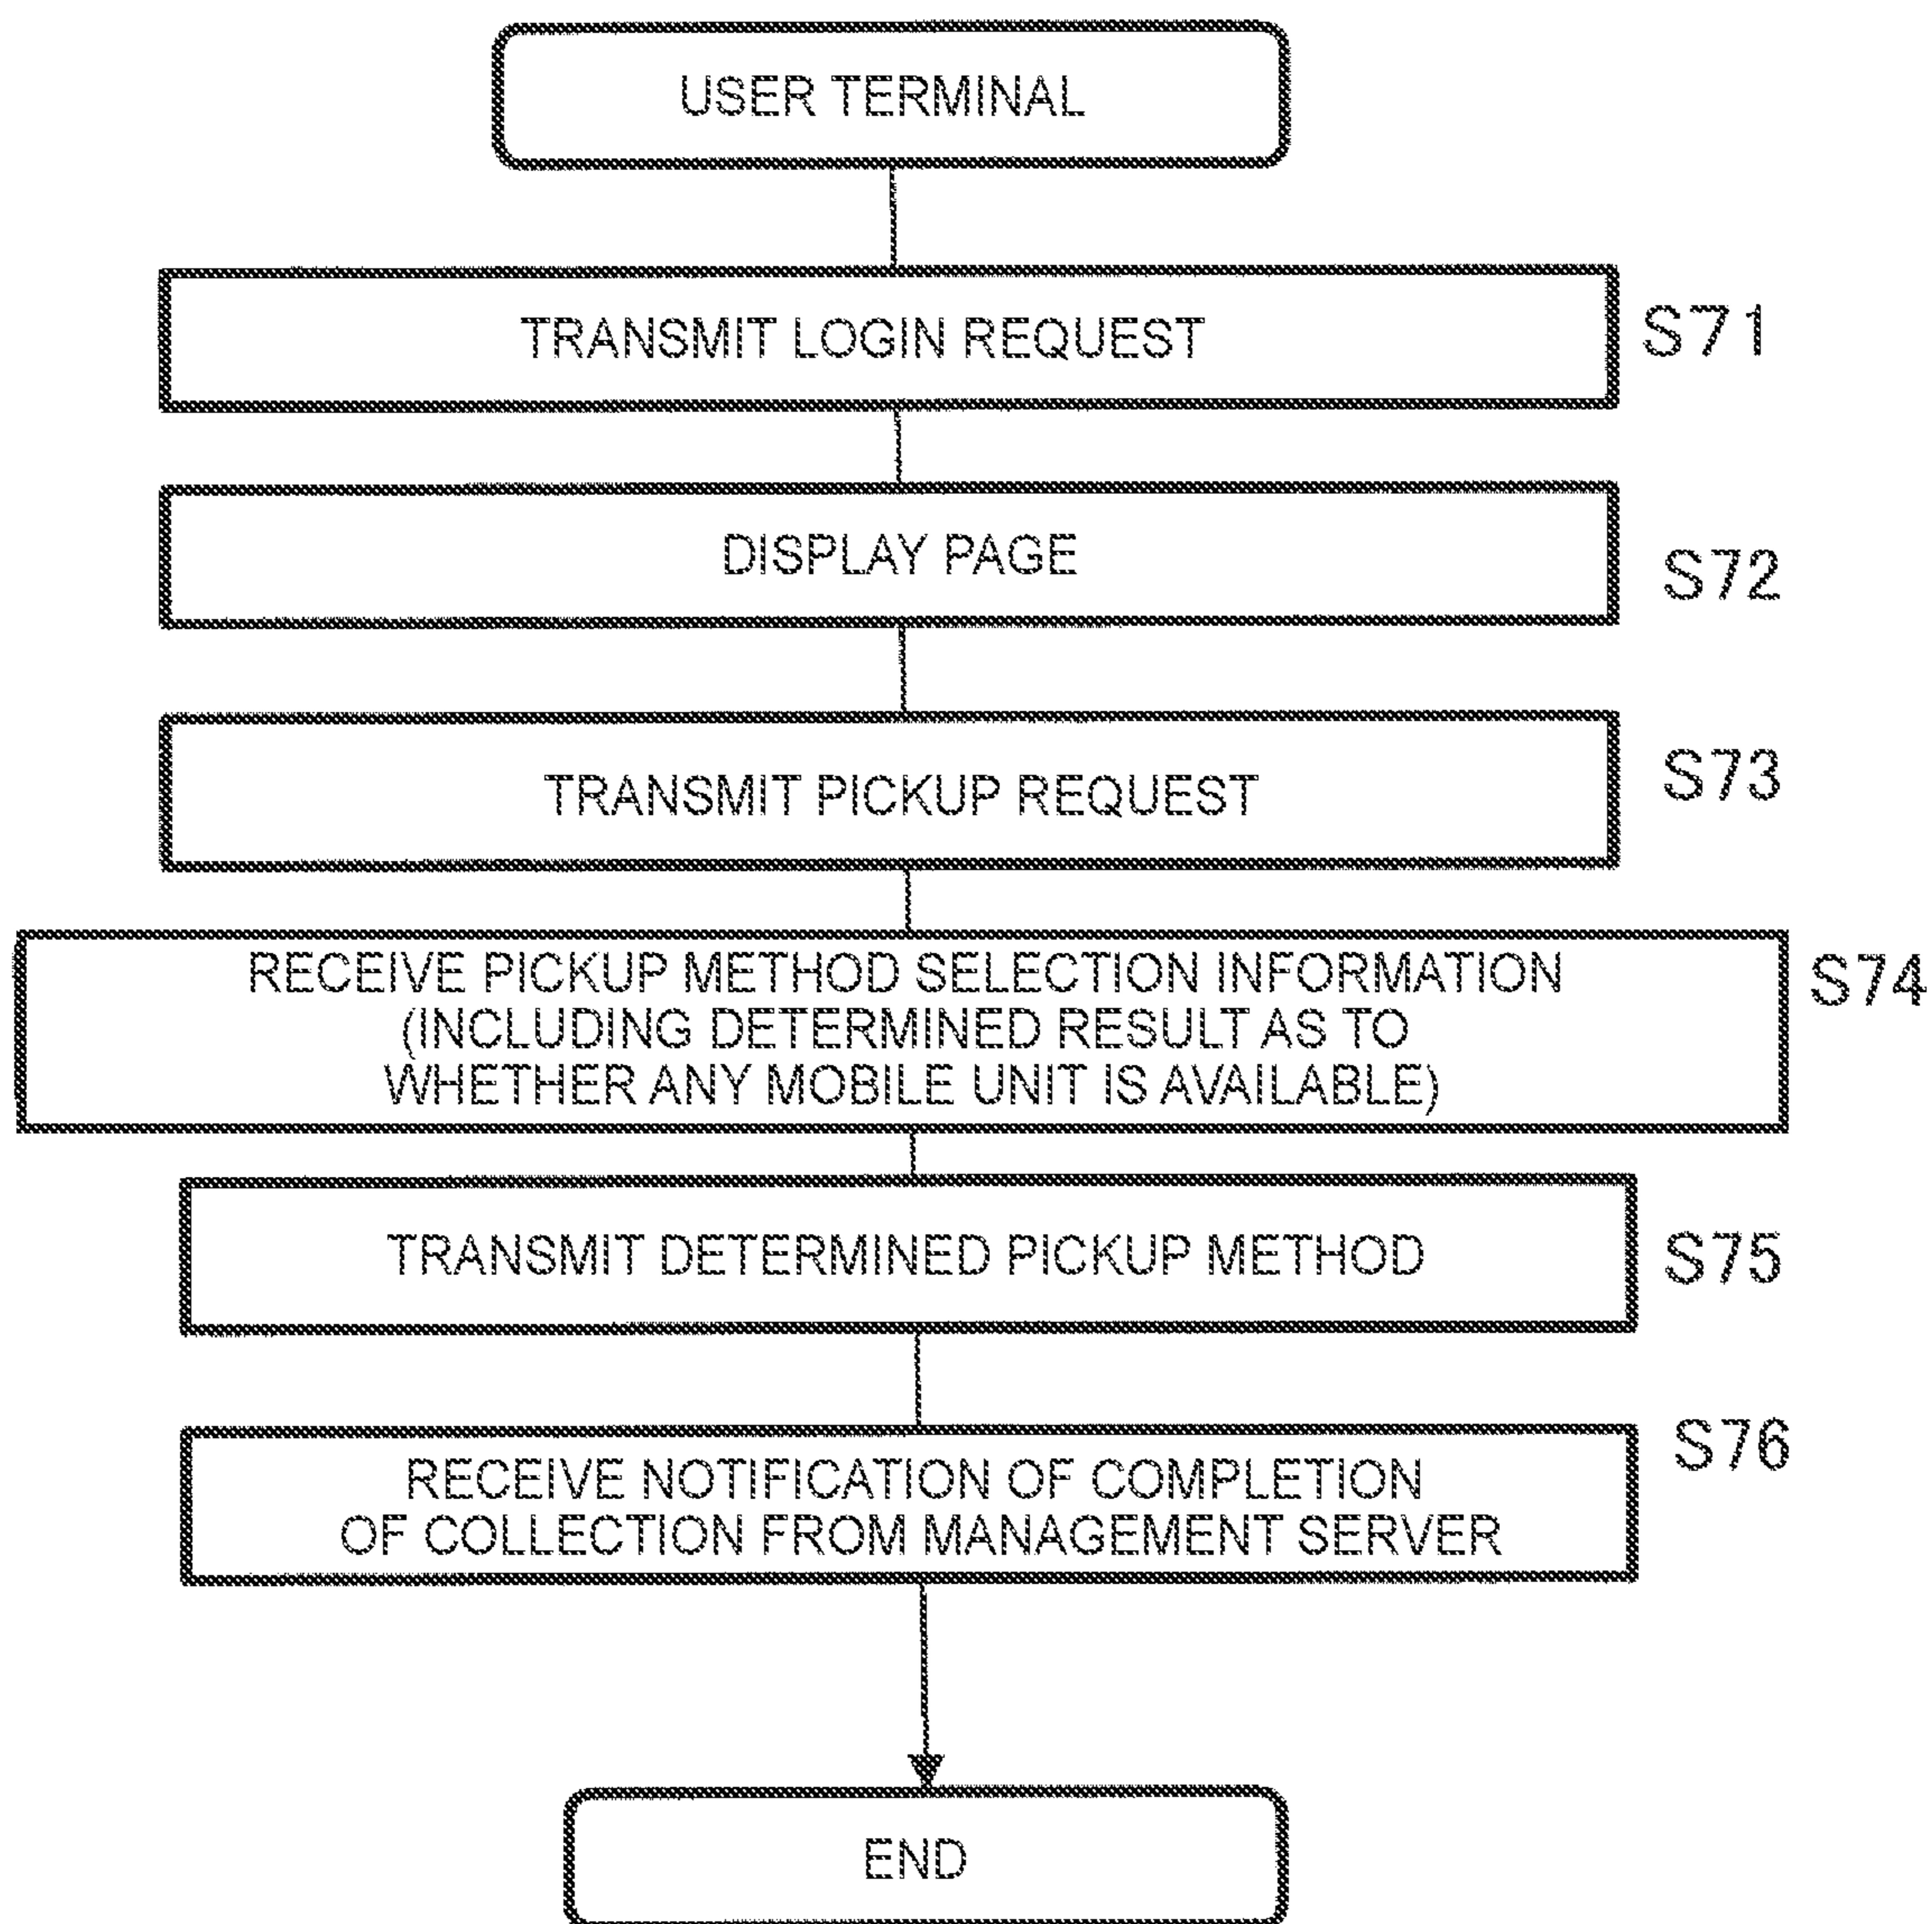 USER TERMINAL
TRANSMIT LOGIN REQUEST
S71
DISPLAY PAGE
S72
TRANSMIT PICKUP REQUEST
S73
RECEIVE PICKUP METHOD SELECTION INFORMATION
(INCLUDING DETERMINED RESULT AS TO
WHETHER ANY MOBILE UNIT IS AVAILABLE)
S74
TRANSMIT DETERMINED PICKUP METHOD
S75
RECEIVE NOTIFICATION OF COMPLETION
OF COLLECTION FROM MANAGEMENT SERVER
S76
END